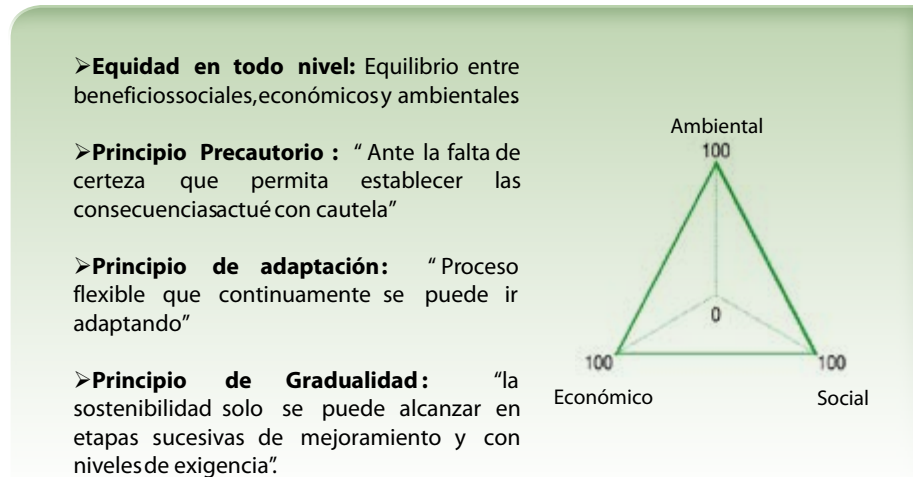 ➢Equidad en todo nivel: Equilibrio entre
beneficiossociales,económicosy ambientales
➢Principio Precautorio : “ Ante la falta de
certeza que permita establecer las
consecuenciasactué con cautela”
➢Principio de adaptación: “ Proceso
flexible que continuamente se puede ir
adaptando”
➢Principio de Gradualidad: “la
sostenibilidad solo se puede alcanzar en
etapas sucesivas de mejoramiento y con
nivelesde exigencia”.
Ambiental
100
0
100
100
Económico
Social